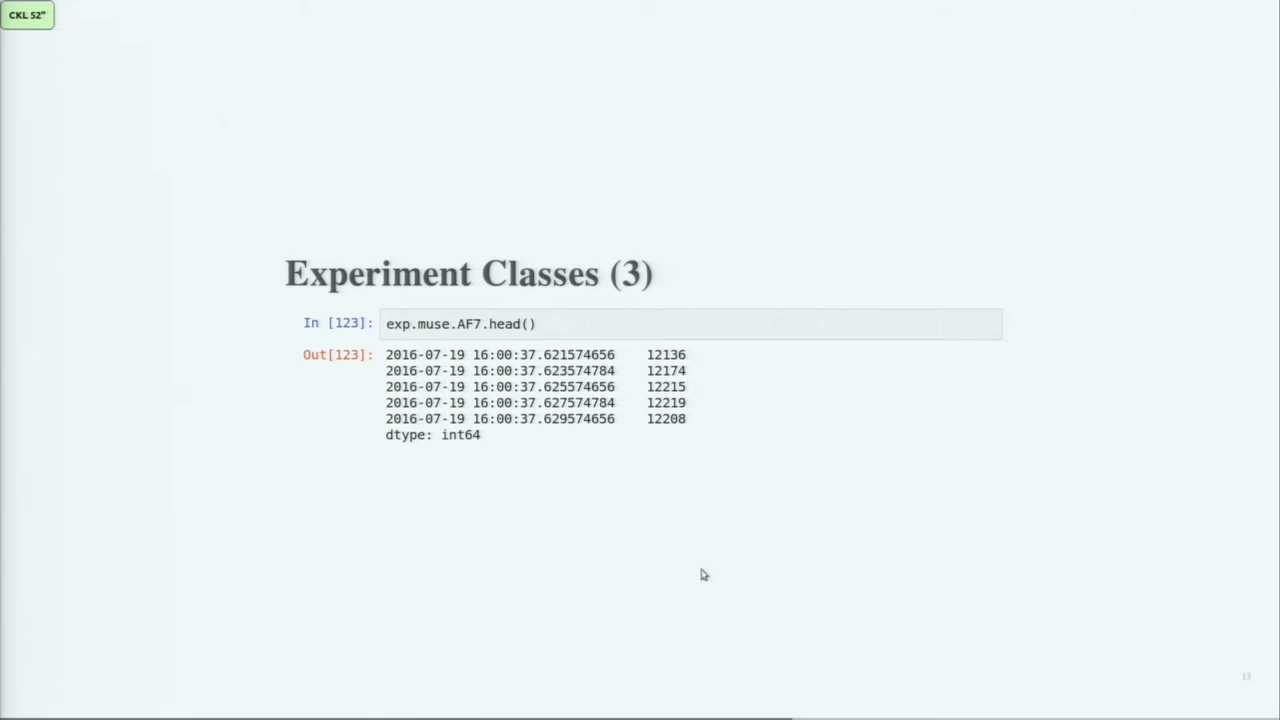 CKL 52"
Experiment Classes (3)
In [123]: exp.muse.AF7.head()
Out[123]: 2016-07-19 16:00:37.621574656    12136
2016-07-19 16:00:37.623574784    12174
2016-07-19 16:00:37.625574656    12215
2016-07-19 16:00:37.627574784    12219
2016-07-19 16:00:37.629574656    12208
dtype: int64
13